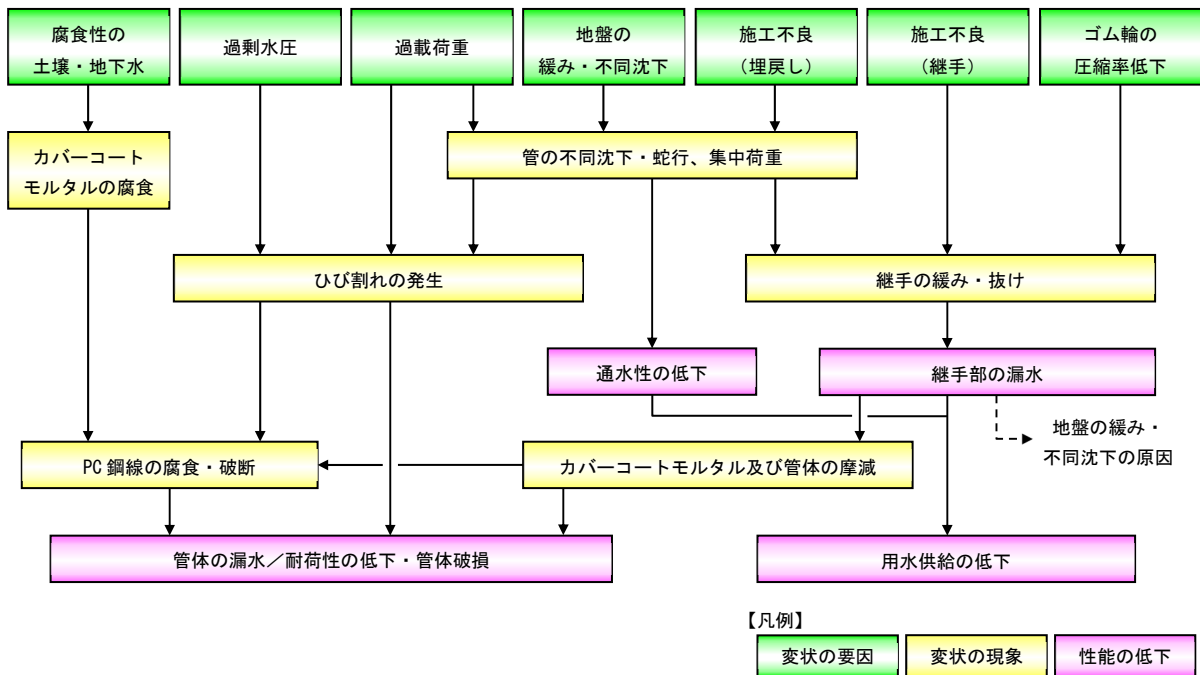 腐食性の
土壌・地下水
過剰水圧
過載荷重
地盤の
緩み・不同沈下
施工不良
（埋戻し）
施工不良
（継手）
ゴム輪の
圧縮率低下
カバーコート
モルタルの腐食
管の不同沈下・蛇行、集中荷重
ひび割れの発生
継手の緩み・抜け
通水性の低下
継手部の漏水
地盤の緩み・
不同沈下の原因
PC 鋼線の腐食・破断
カバーコートモルタル及び管体の摩減
管体の漏水／耐荷性の低下・管体破損
用水供給の低下
【凡例】
変状の要因
変状の現象
性能の低下